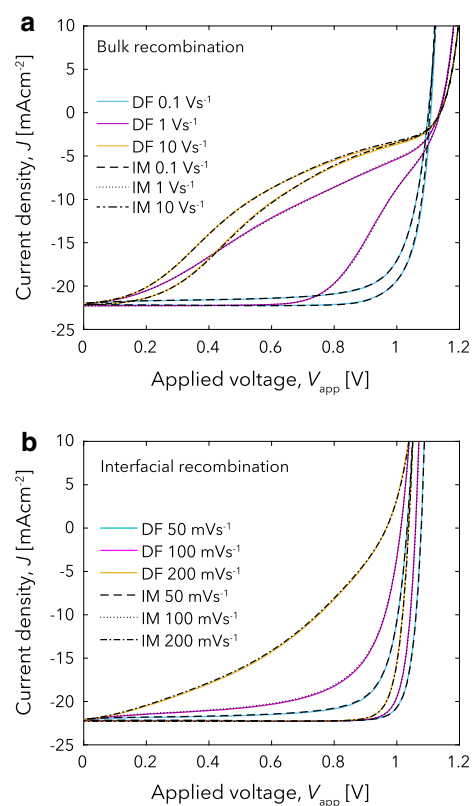 a
10
5
0
-5
-10
-15
-20
-25
Current density, J [mAcm-2]
Bulk recombination
DF 0.1 Vs-1
DF 1 Vs-1
DF 10 Vs-1
IM 0.1 Vs-1
IM 1 Vs-1
IM 10 Vs-1
0 0.2 0.4 0.6 0.8 1 1.2
Applied voltage, Vapp [V]
b
10
5
0
-5
-10
-15
-20
-25
Current density, J [mAcm-2]
Interfacial recombination
DF 50 mVs-1
DF 100 mVs-1
DF 200 mVs-1
IM 50 mVs-1
IM 100 mVs-1
IM 200 mVs-1
0 0.2 0.4 0.6 0.8 1 1.2
Applied voltage, Vapp [V]